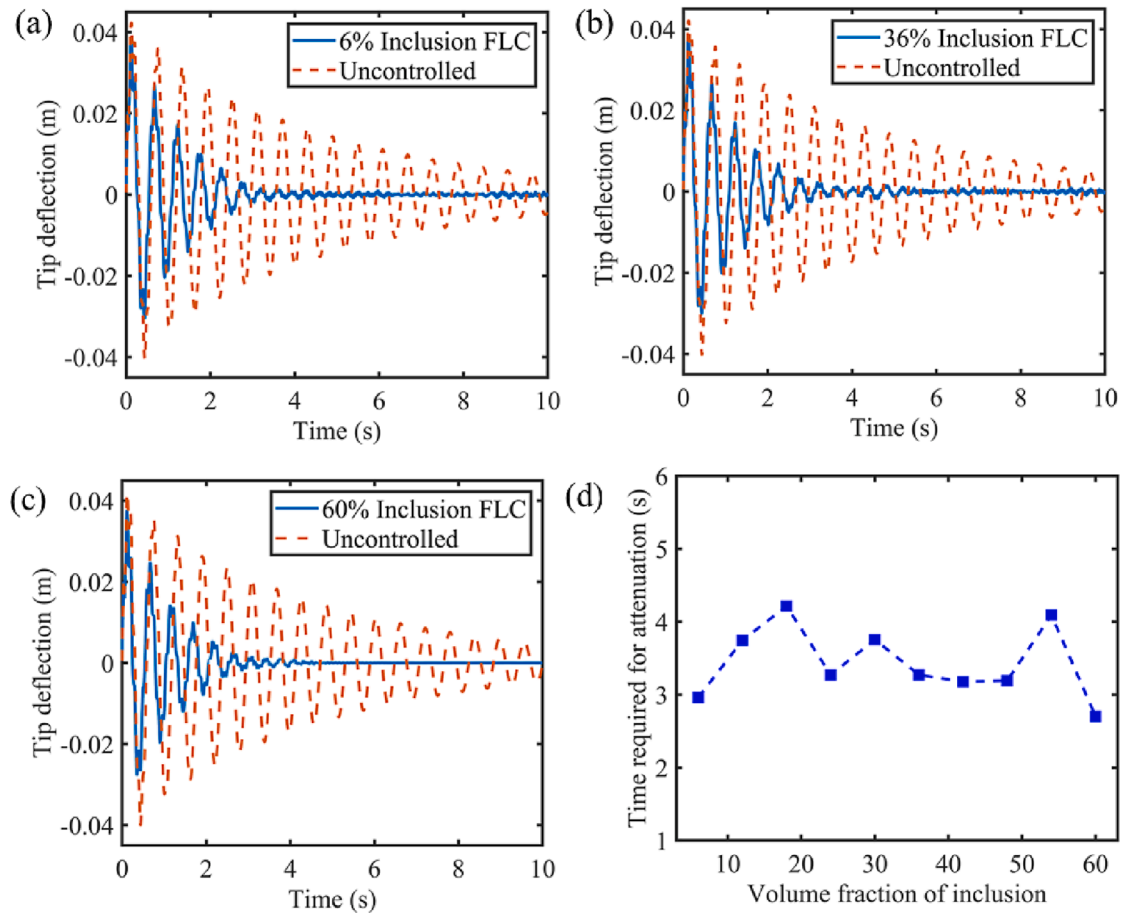 (a)
6% Inclusion FLC
Uncontrolled
0.04
0.02
0
-0.02
-0.04
Tip deflection (m)
0 2 4 6 8 10
Time (s)
(b)
36% Inclusion FLC
Uncontrolled
0.04
0.02
0
-0.02
-0.04
Tip deflection (m)
0 2 4 6 8 10
Time (s)
(c)
60% Inclusion FLC
Uncontrolled
0.04
0.02
0
-0.02
-0.04
Tip deflection (m)
0 2 4 6 8 10
Time (s)
(d)
6
5
4
3
2
1
Time required for attenuation (s)
10 20 30 40 50 60
Volume fraction of inclusion